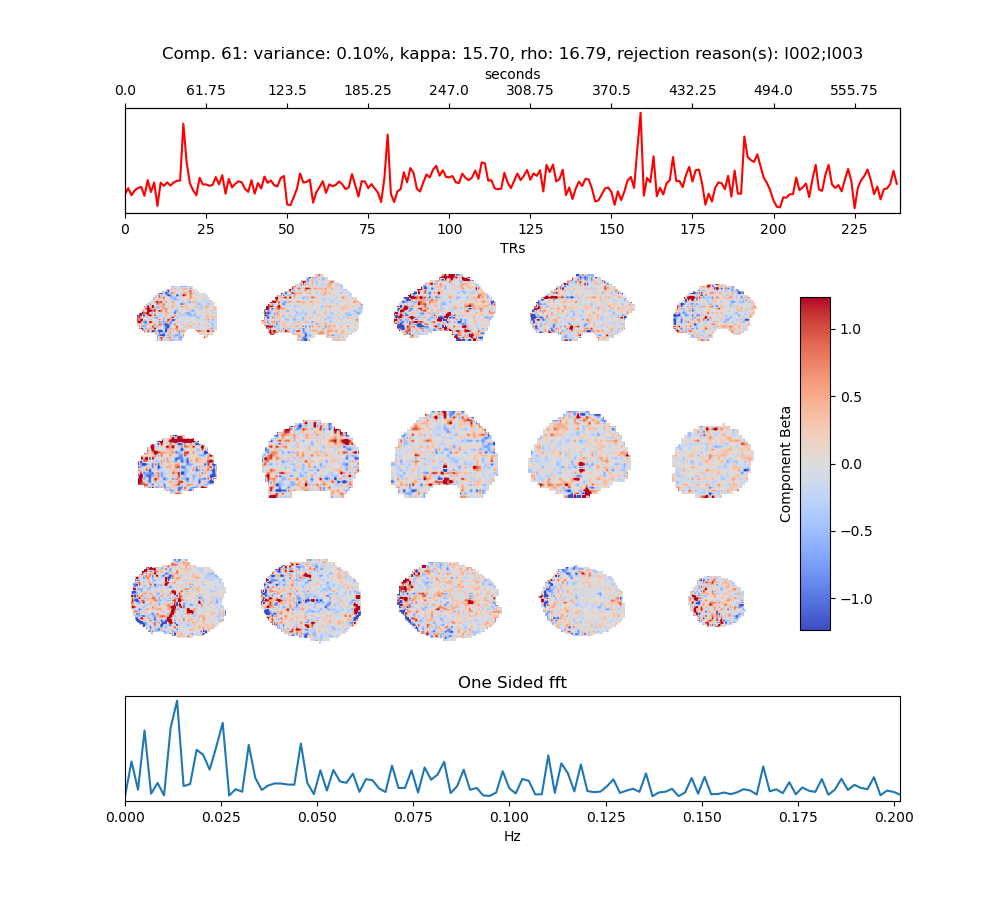 Comp. 61: variance: 0.10%, kappa: 15.70, rho: 16.79, rejection reason(s): I002;I003
seconds
0.0 61.75 123.5 185.25 247.0 308.75 370.5 432.25 494.0 555.75
0 25 50 75 100 125 150 175 200 225
TRs
1.0
0.5
0.0
−0.5
−1.0
Component Beta
One Sided fft
0.000 0.025 0.050 0.075 0.100 0.125 0.150 0.175 0.200
Hz